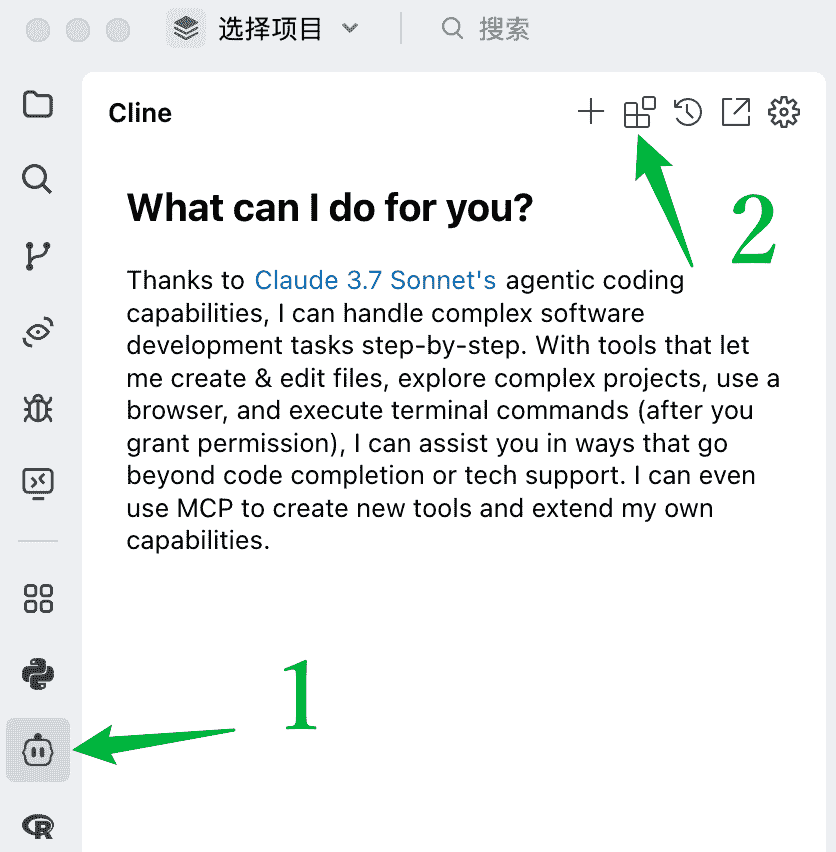 选择项目
搜索
Cline
What can I do for you?
2
Thanks to Claude 3.7 Sonnet's agentic coding
capabilities, I can handle complex software
development tasks step-by-step. With tools that let
me create & edit files, explore complex projects, use a
browser, and execute terminal commands (after you
grant permission), I can assist you in ways that go
beyond code completion or tech support. I can even
use MCP to create new tools and extend my own
capabilities.
1
R